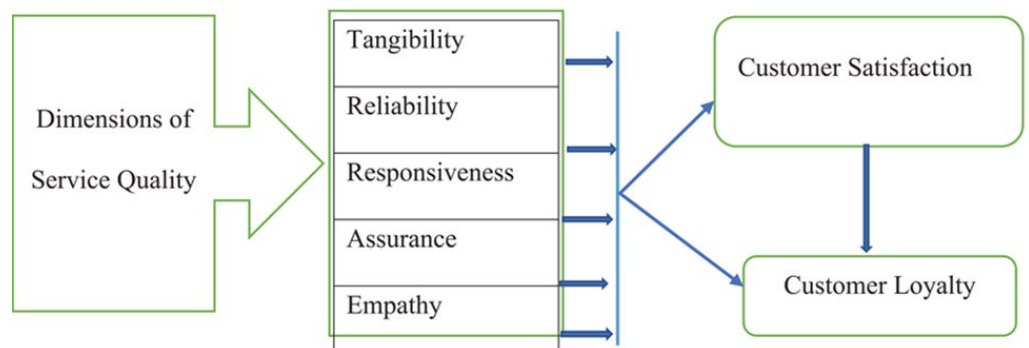 Dimensions of
Service Quality
Tangibility
Reliability
Responsiveness
Assurance
Empathy
Customer Satisfaction
Customer Loyalty